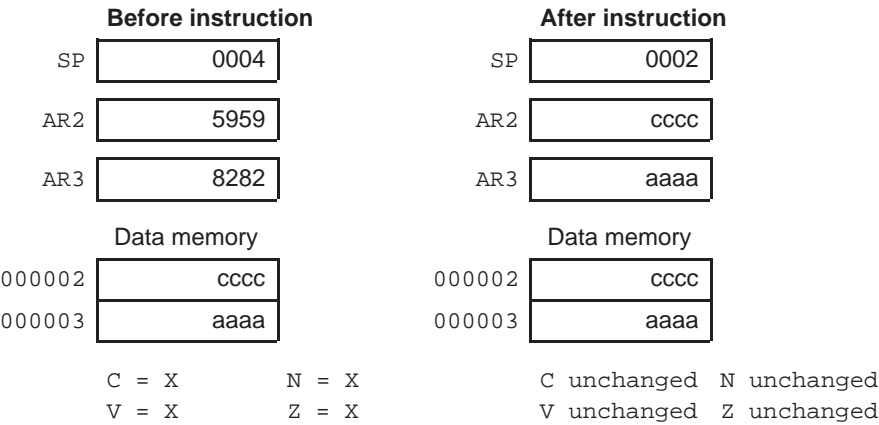 Before instruction After instruction
SP 0004 SP 0002
AR2 5959 AR2 cccc
AR3 8282 AR3 aaaa
Data memory Data memory
000002 cccc 000002 cccc
000003 aaaa 000003 aaaa
C = X N = X C unchanged N unchanged
V = X Z = X V unchanged Z unchanged